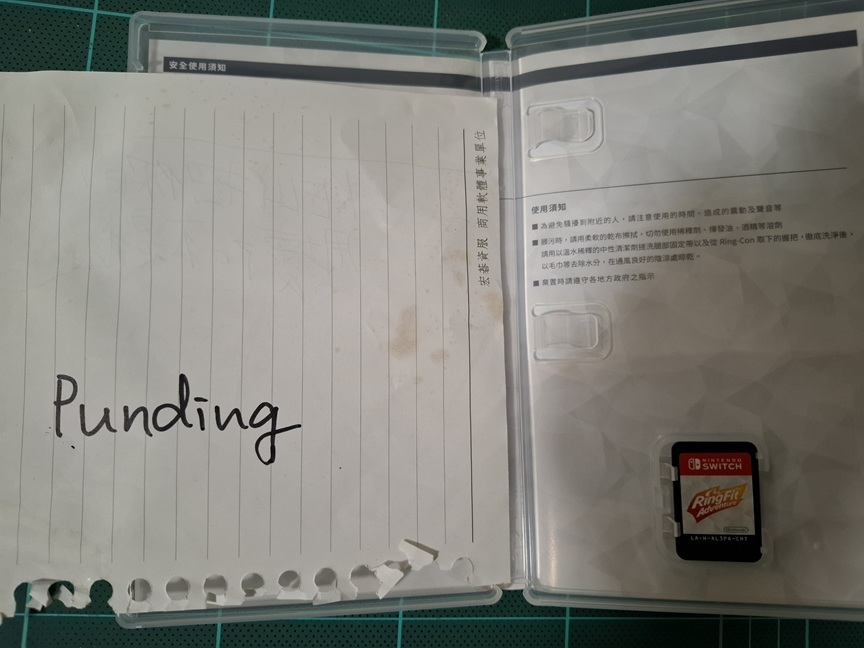 安全使用須知
宏碁資服 商用軟體事業單位
Punding
使用須知
■ 為避免騷擾到附近的人，請注意使用的時間、造成的震動及聲音等
■ 髒污時，請用柔軟的乾布擦拭，切勿使用稀釋劑、揮發油、酒精等溶劑
請用以溫水稀釋的中性清潔劑搓洗腿部固定帶以及從 Ring-Con 取下的握把，徹底洗淨後，
以毛巾等去除水分，在通風良好的陰涼處晾乾。
■ 棄置時請遵守各地方政府之指示
NINTENDO
SWITCH
RingFit
Adventure
Nintendo
LA-H-AL3PA-CHT